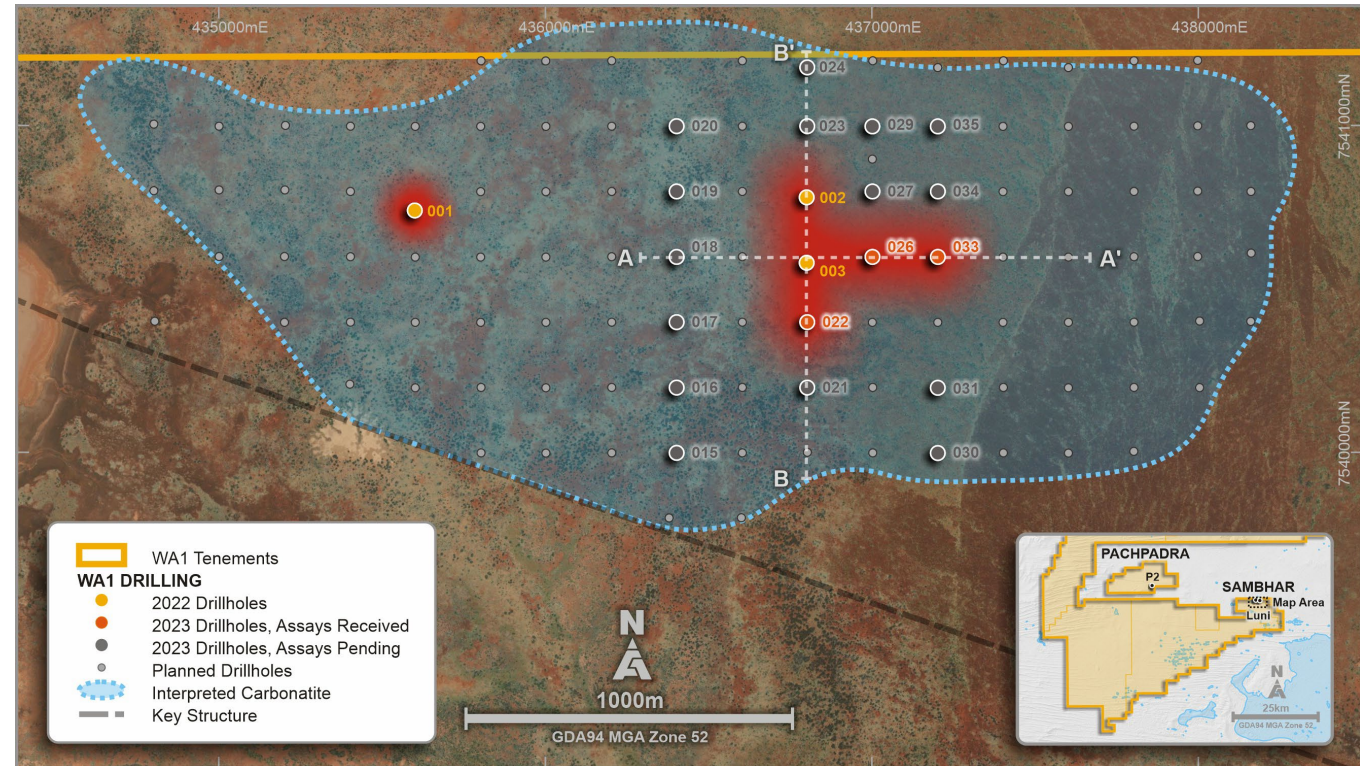 435000mE
436000mE
437000mE
438000mE
B'
024
020
023
029
035
7541000mN
019
002
027
034
001
018
026
033
A
A'
003
017
022
016
021
031
015
030
B
7540000mN
WA1 Tenements
WA1 DRILLING
2022 Drillholes
2023 Drillholes, Assays Received
2023 Drillholes, Assays Pending
Planned Drillholes
Interpreted Carbonatite
Key Structure
N
1000m
GDA94 MGA Zone 52
PACHPADRA
P2
SAMBHAR
Map Area
Luni
N
25km
GDA94 MGA Zone 52